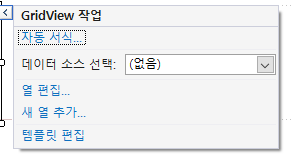 GridView 작업
자동 서식...
데이터 소스 선택: (없음)
열 편집...
새 열 추가...
템플릿 편집